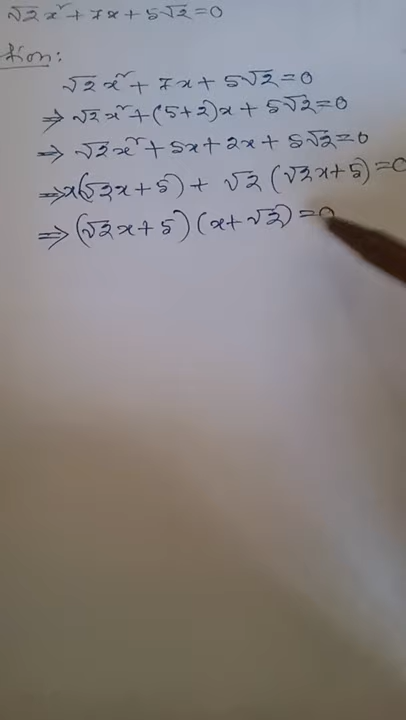 √2x² + 7x + 5√2 = 0
tion:
√2x² + 7x + 5√2 = 0
⇒ √2x² + (5+2)x + 5√2 = 0
⇒ √2x² + 5x + 2x + 5√2 = 0
⇒ x(√2x + 5) + √2(√2x + 5) = 0
⇒ (√2x + 5)(x + √2) = 0